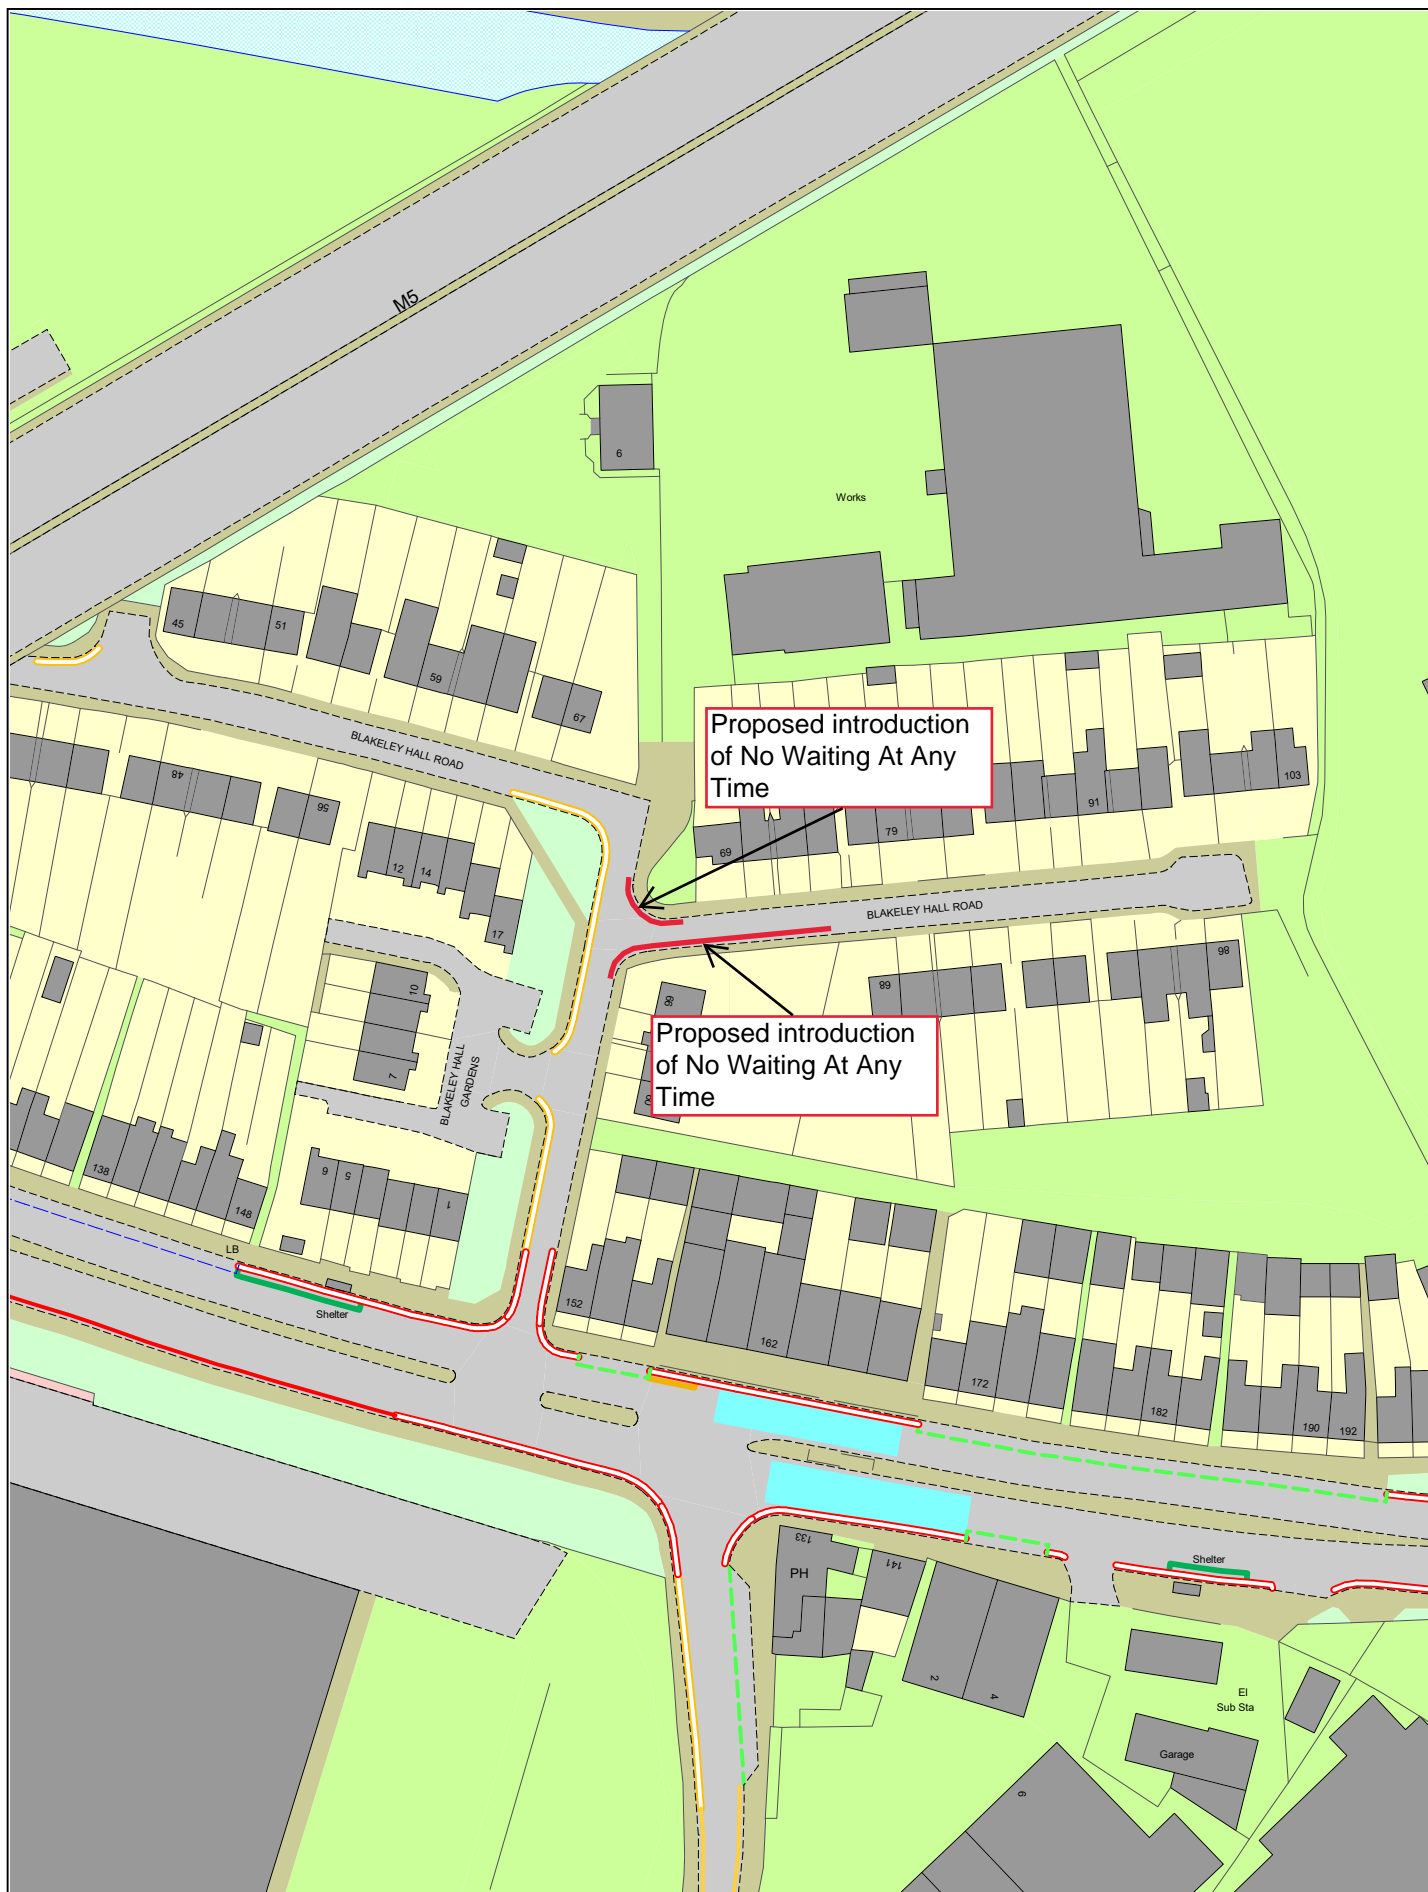 M5
6
Works
45
51
59
67
BLAKELEY HALL ROAD
Proposed introduction
of No Waiting At Any
Time
48
56
12
14
17
69
79
91
103
BLAKELEY HALL ROAD
10
7
BLAKELEY HALL
GARDENS
66
89
98
Proposed introduction
of No Waiting At Any
Time
138
148
6
5
1
LB
Shelter
152
162
172
182
190
192
133
PH
141
2
4
Shelter
El
Sub Sta
Garage
6